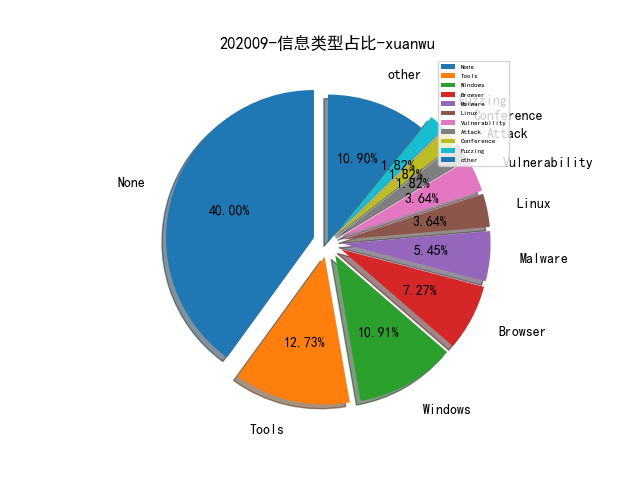 202009-信息类型占比-xuanwu
None
Tools
Windows
Browser
Malware
Linux
Vulnerability
Attack
Conference
Fuzzing
other
other
Fuzzing
Conference
Attack
Vulnerability
Linux
Malware
Browser
Windows
Tools
None
10.90%
1.82%
1.82%
1.82%
3.64%
3.64%
5.45%
7.27%
10.91%
12.73%
40.00%